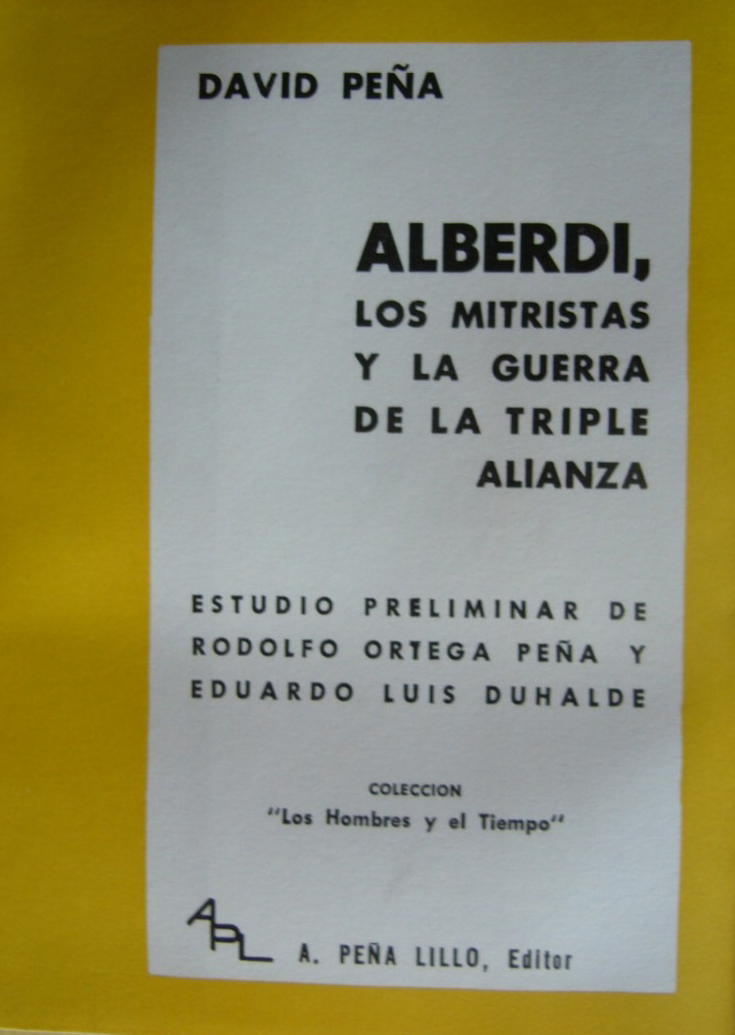 DAVID PEÑA
ALBERDI,
LOS MITRISTAS
Y LA GUERRA
DE LA TRIPLE
ALIANZA
ESTUDIO PRELIMINAR DE
RODOLFO ORTEGA PEÑA Y
EDUARDO LUIS DUHALDE
COLECCION
"Los Hombres y el Tiempo"
APL
A. PEÑA LILLO, Editor